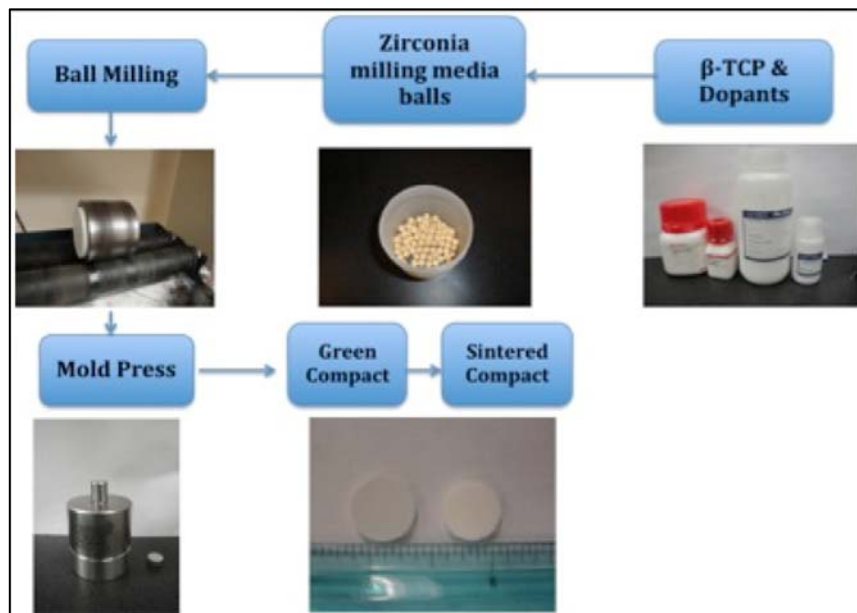 Ball Milling
Zirconia
milling media
balls
β-TCP &
Dopants
Mold Press
Green
Compact
Sintered
Compact